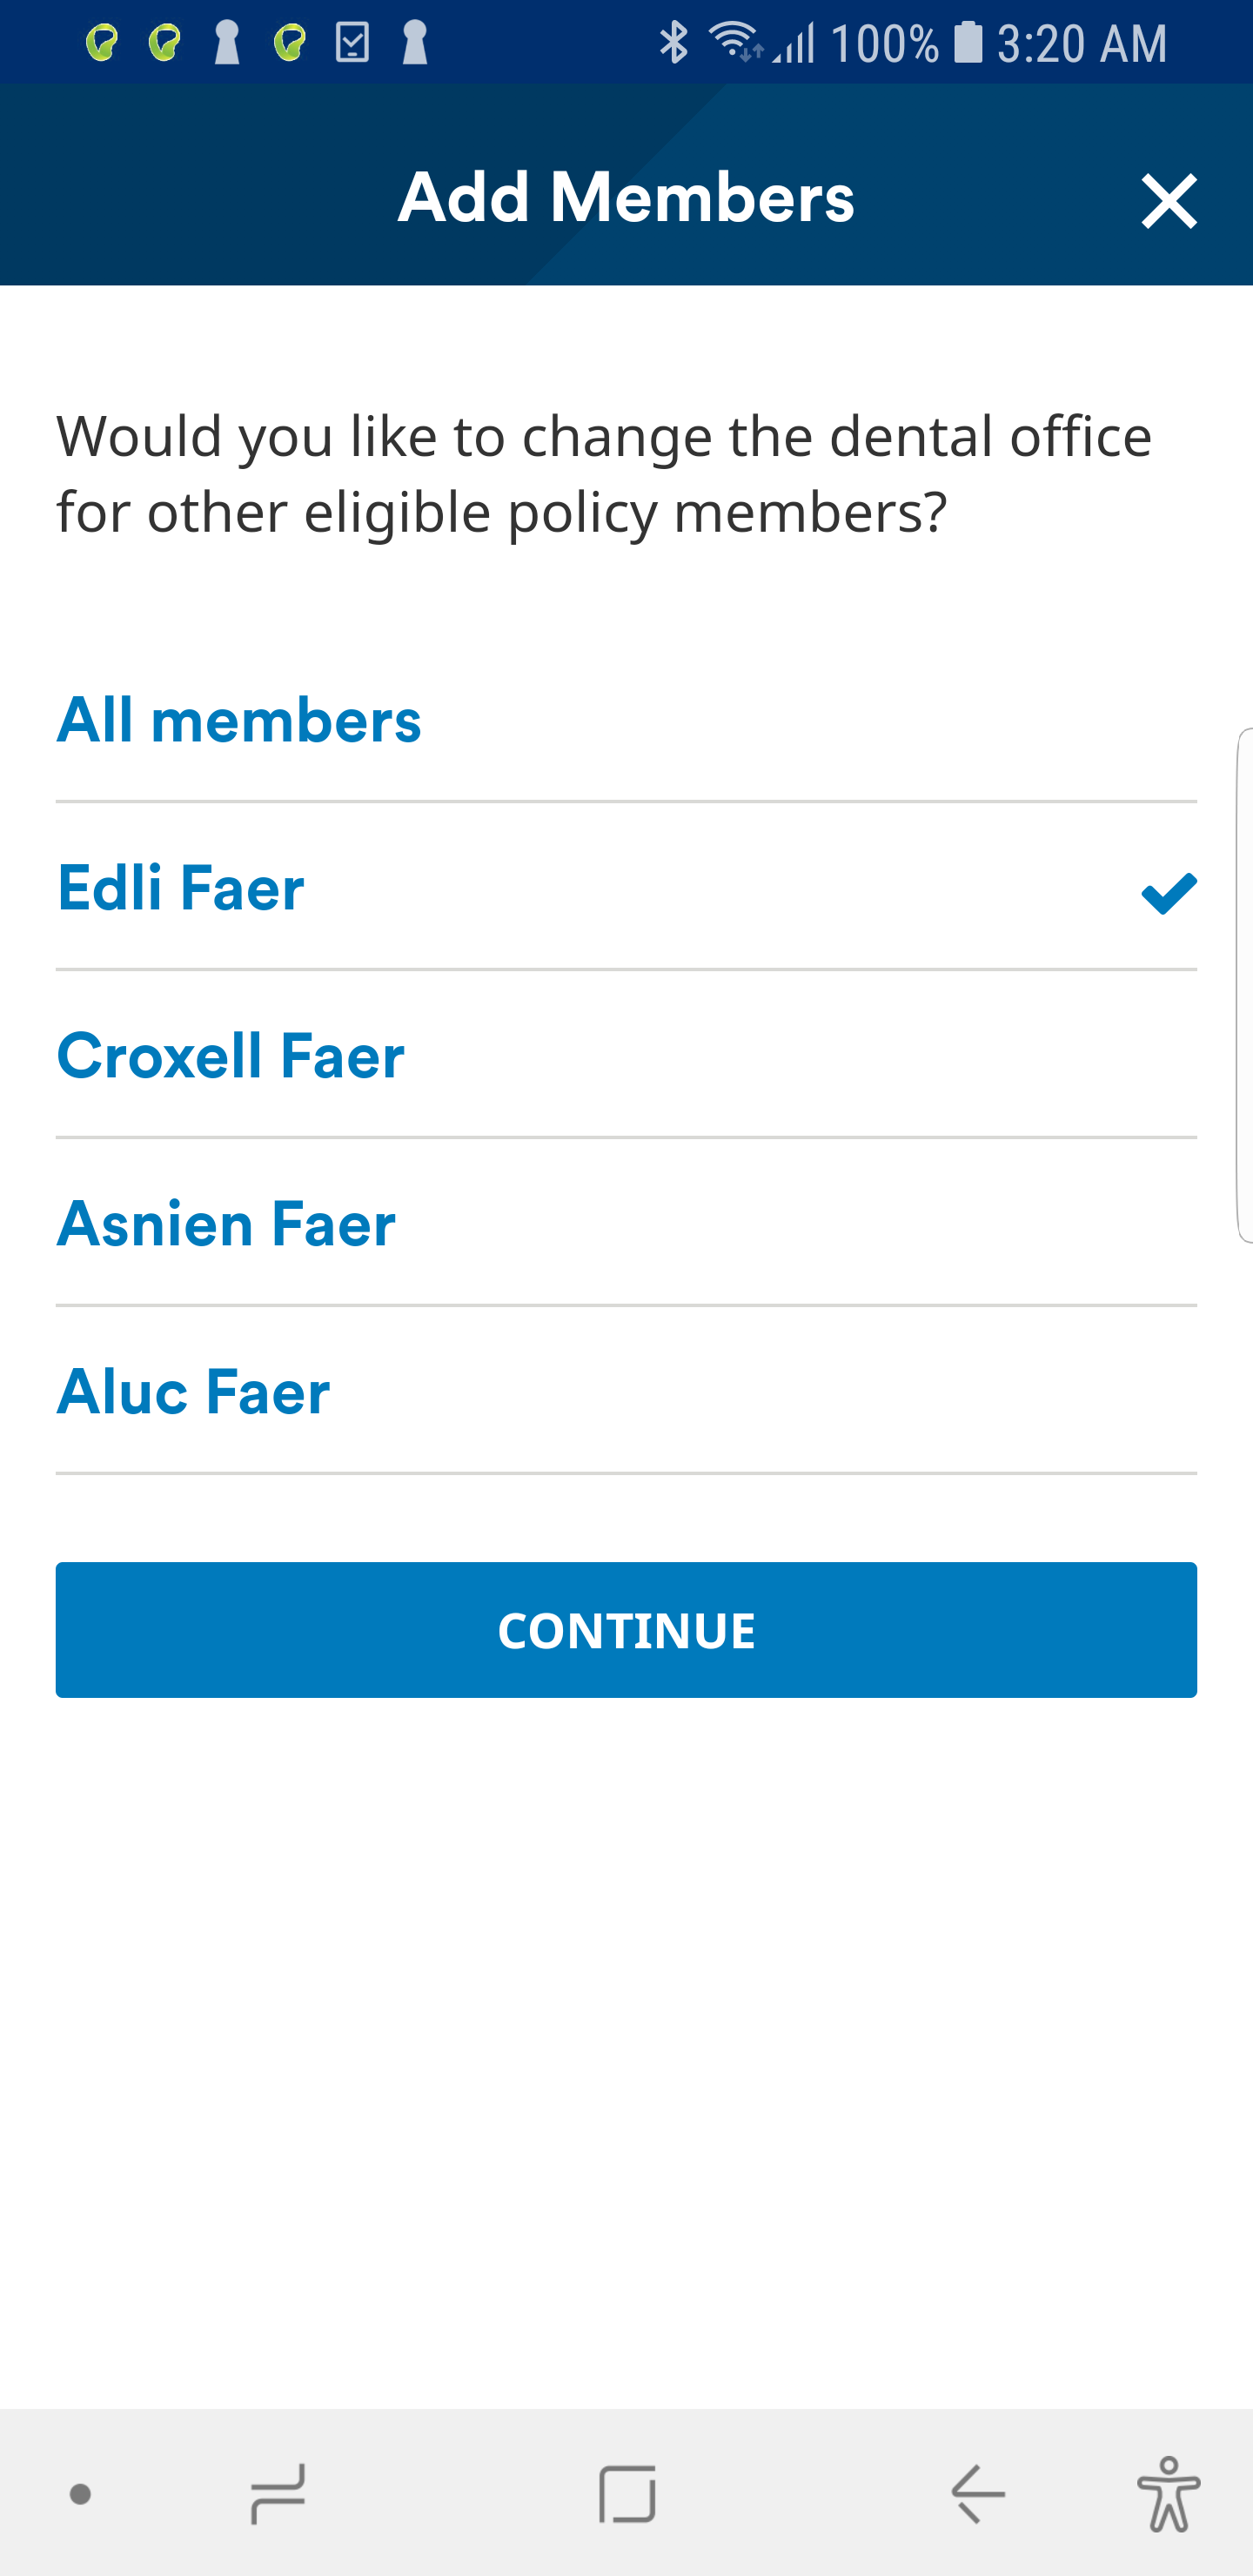 100% 3:20 AM
Add Members
Would you like to change the dental office
for other eligible policy members?
All members
Edli Faer
Croxell Faer
Asnien Faer
Aluc Faer
CONTINUE